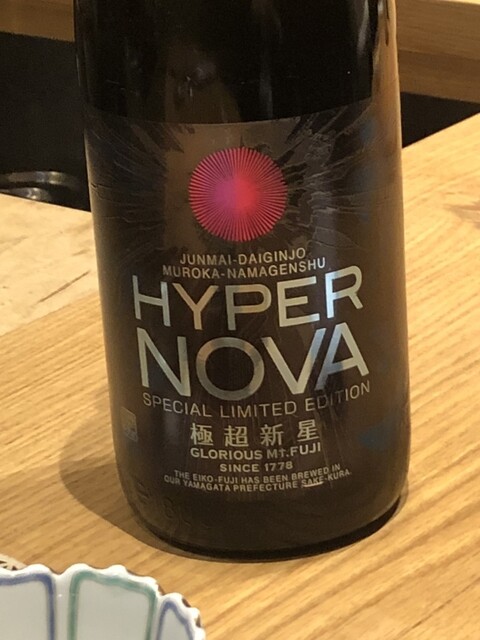 JUNMAI-DAIGINJO
MUROKA-NAMAGENSHU
HYPER
NOVA
SPECIAL LIMITED EDITION
極超新星
GLORIOUS MT.FUJI
SINCE 1778
THE EIKO-FUJI HAS BEEN BREWED IN
OUR YAMAGATA PREFECTURE SAKE-KURA.